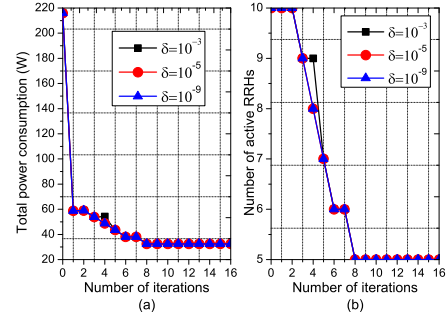 220
200
180
160
140
120
100
80
60
40
20
Total power consumption (W)
δ=10⁻³
δ=10⁻⁵
δ=10⁻⁹
0 2 4 6 8 10 12 14 16
Number of iterations
(a)
10
9
8
7
6
5
Number of active RRHs
δ=10⁻³
δ=10⁻⁵
δ=10⁻⁹
0 2 4 6 8 10 12 14 16
Number of iterations
(b)